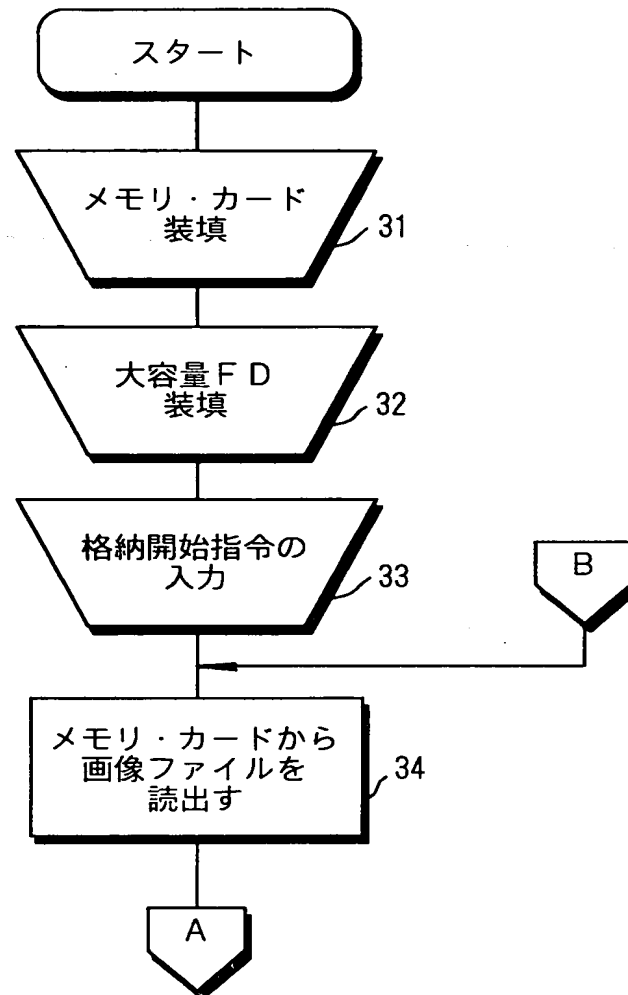 スタート
メモリ・カード
装填
31
大容量FD
装填
32
格納開始指令の
入力
33
B
メモリ・カードから
画像ファイルを
読出す
34
A